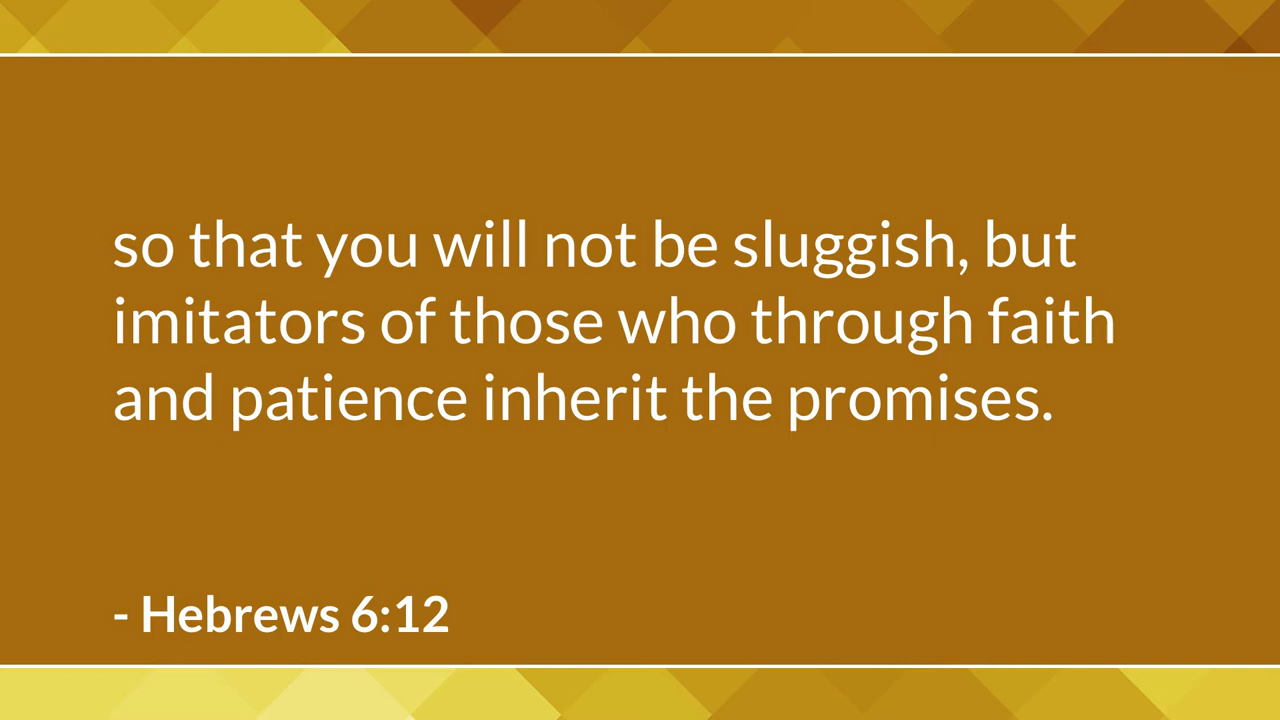 so that you will not be sluggish, but
imitators of those who through faith
and patience inherit the promises.
- Hebrews 6:12